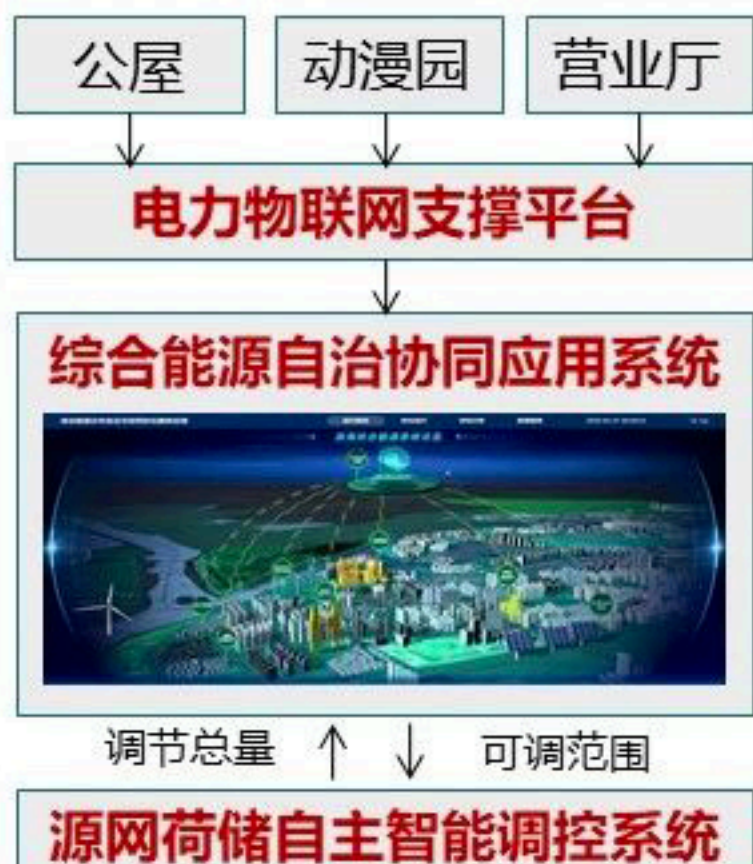 公屋 动漫园 营业厅
电力物联网支撑平台
综合能源自治协同应用系统
调节总量 可调范围
源网荷储自主智能调控系统